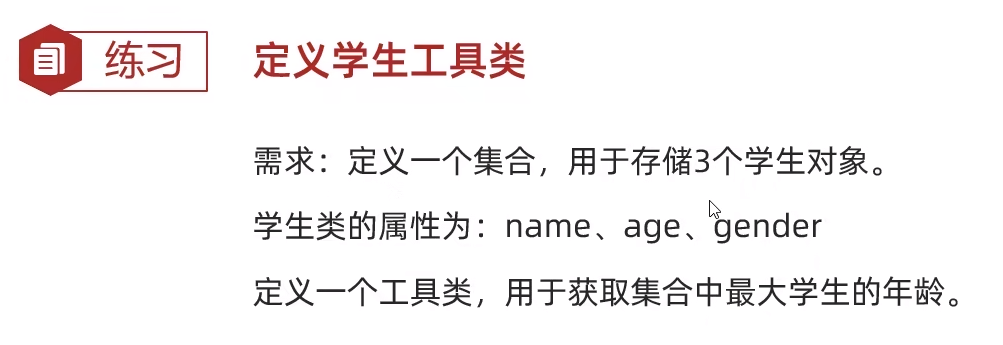 练习
定义学生工具类
需求：定义一个集合，用于存储3个学生对象。
学生类的属性为：name、age、gender
定义一个工具类，用于获取集合中最大学生的年龄。